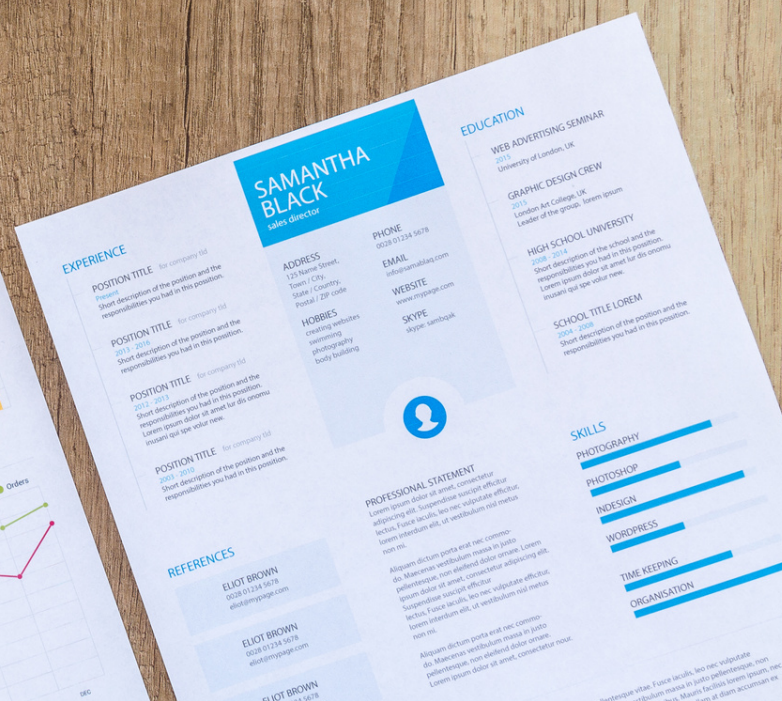 SAMANTHA
BLACK
sales director
EXPERIENCE
POSITION TITLE for company ltd
Present
Short description of the position and the
responsibilities you had in this position.
POSITION TITLE for company ltd
2013 - 2016
Short description of the position and the
responsibilities you had in this position.
POSITION TITLE for company ltd
2012 - 2013
Short description of the position and the
responsibilities you had in this position.
Lorem ipsum dolor sit amet lur dis onomu
inusani qui spe volur new.
POSITION TITLE for company ltd
2003 - 2010
Short description of the position and the
responsibilities you had in this position.
REFERENCES
ELIOT BROWN
0028 01234 5678
eliot@mypage.com
ELIOT BROWN
0028 01234 5678
eliot@mypage.com
ELIOT BROWN
ADDRESS
125 Name Street,
Town / City,
State / Country,
Postal / ZIP code
HOBBIES
creating websites
swimming
photography
body building
PHONE
0028 01234 5678
EMAIL
info@samablaq.com
WEBSITE
www.mypage.com
SKYPE
skype: sambqak
PROFESSIONAL STATEMENT
Lorem ipsum dolor sit amet, consectetur
adipiscing elit. Suspendisse suscipit efficitur
lectus, Fusce iaculis, leo nec vulputate efficitur,
lorem interdum elit, ut vestibulum nisl metus
non mi.
Aliquam dictum porta erat nec commo-
do. Maecenas vestibulum massa in justo
pellentesque, non eleifend dolor ornare. Lorem
ipsum dolor sit amet, consectetur adipiscing elit.
Suspendisse suscipit efficitur
lectus, Fusce iaculis, leo nec vulputate efficitur,
lorem interdum elit, ut vestibulum nisl metus
non mi.
Aliquam dictum porta erat nec commo-
do. Maecenas vestibulum massa in justo
pellentesque, non eleifend dolor ornare.
Lorem ipsum dolor sit amet, consectetur nour.
EDUCATION
WEB ADVERTISING SEMINAR
2015
University of London, UK
GRAPHIC DESIGN CREW
2015
London Art College, UK
Leader of the group, lorem ipsum
HIGH SCHOOL UNIVERSITY
2008 - 2014
Short description of the school and the
responsibilities you had in this position.
Lorem ipsum dolor sit amet lur dis onomu
inusani qui spe volur new.
SCHOOL TITLE LOREM
2004 - 2008
Short description of the position and the
responsibilities you had in this position.
SKILLS
PHOTOGRAPHY
PHOTOSHOP
INDESIGN
WORDPRESS
TIME KEEPING
ORGANISATION
vitae. Fusce iaculis, leo nec vulputate
Mauris facilisis lorem ipsum, nec
at diam accumsan ex
Orders
DEC